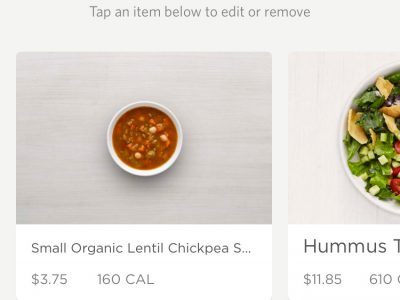 Tap an item below to edit or remove
Small Organic Lentil Chickpea S...
$3.75 160 CAL
Hummus T
$11.85 610 C